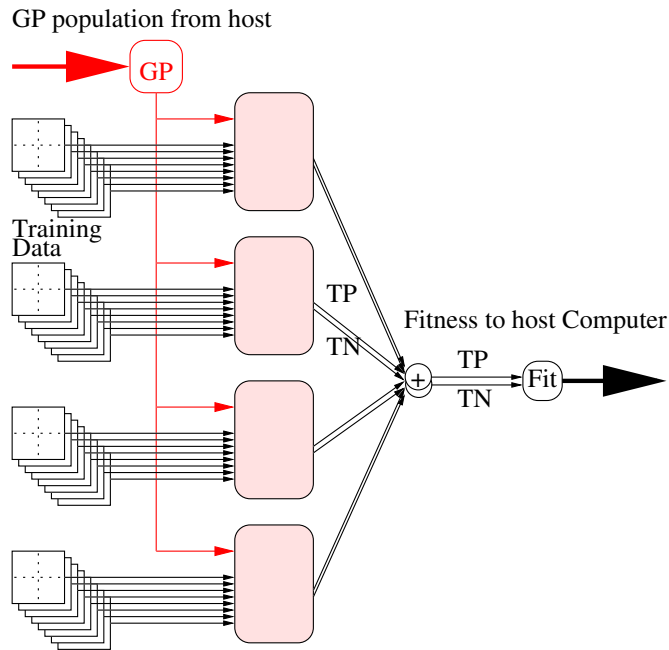 GP population from host
GP
Training
Data
TP
TN
Fitness to host Computer
+
TP
TN
Fit